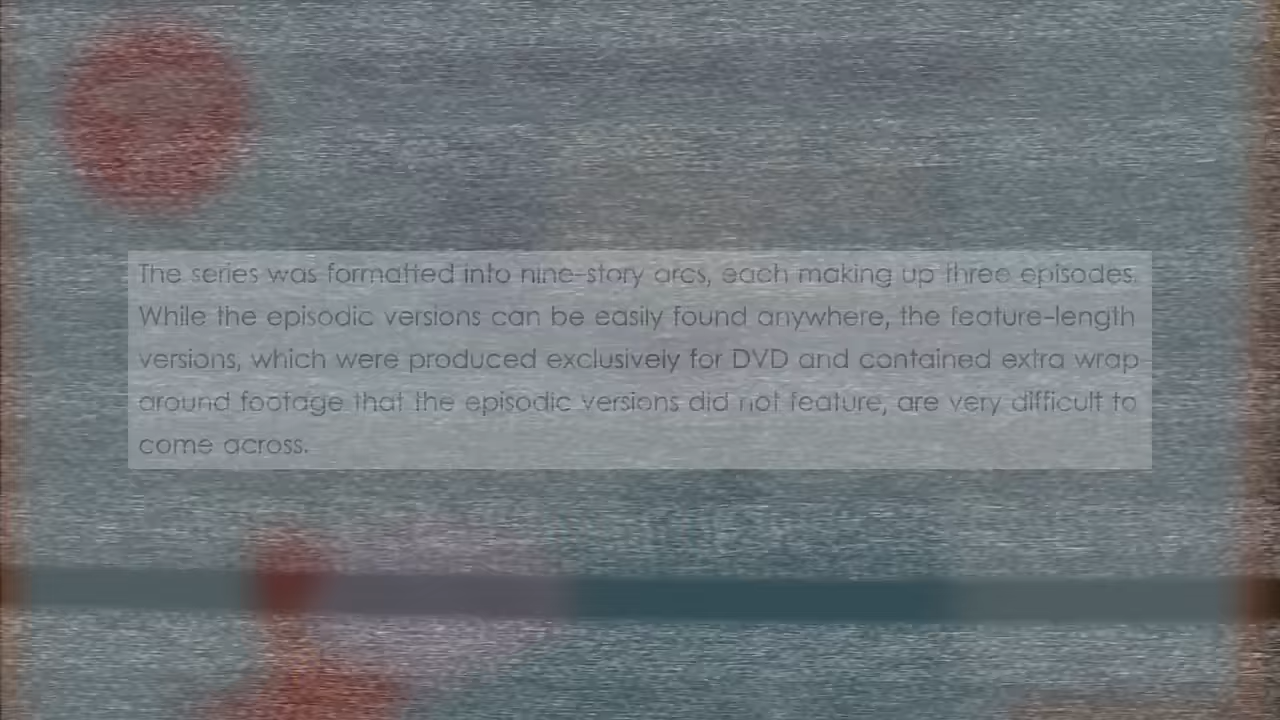 The series was formatted into nine-story arcs, each making up three episodes.
While the episodic versions can be easily found anywhere, the feature-length
versions, which were produced exclusively for DVD and contained extra wrap-
around footage that the episodic versions did not feature, are very difficult to
come across.